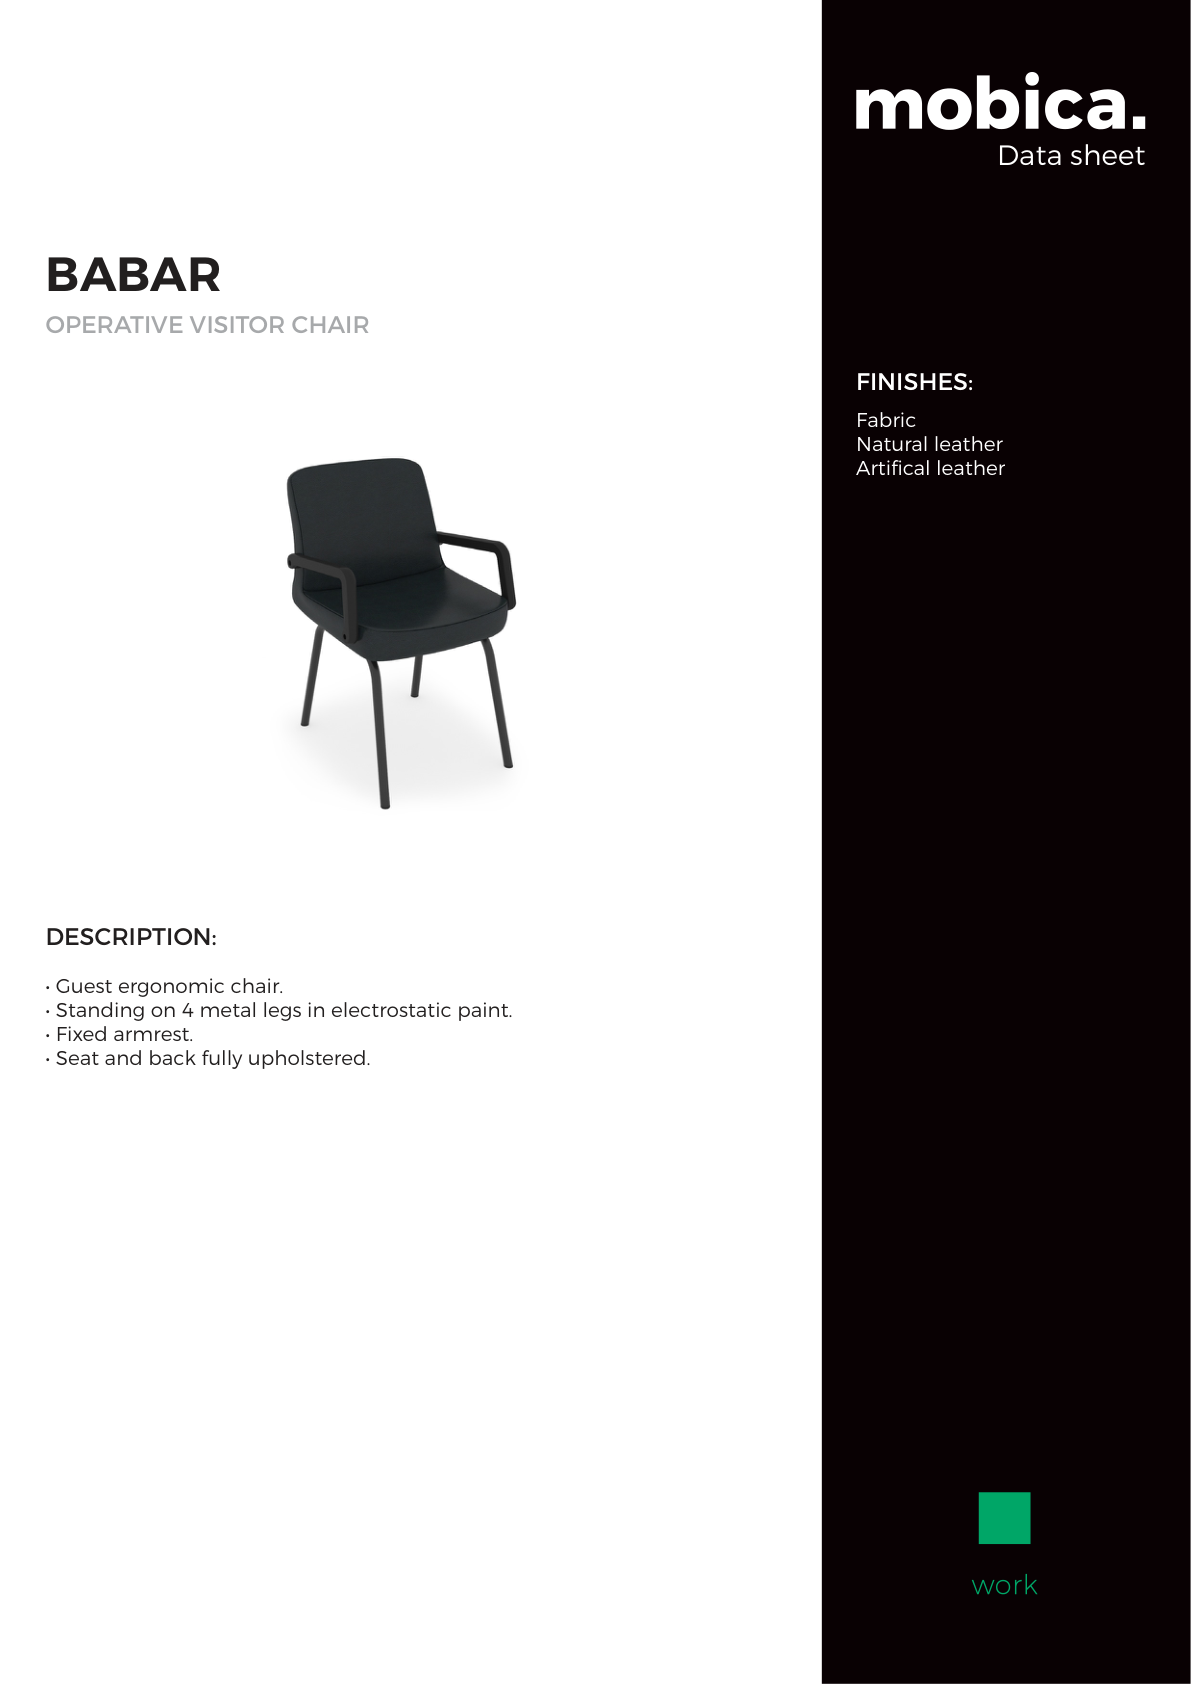 mobica.
Data sheet
BABAR
OPERATIVE VISITOR CHAIR
FINISHES:
Fabric
Natural leather
Artifical leather
DESCRIPTION:
• Guest ergonomic chair.
• Standing on 4 metal legs in electrostatic paint.
• Fixed armrest.
• Seat and back fully upholstered.
work